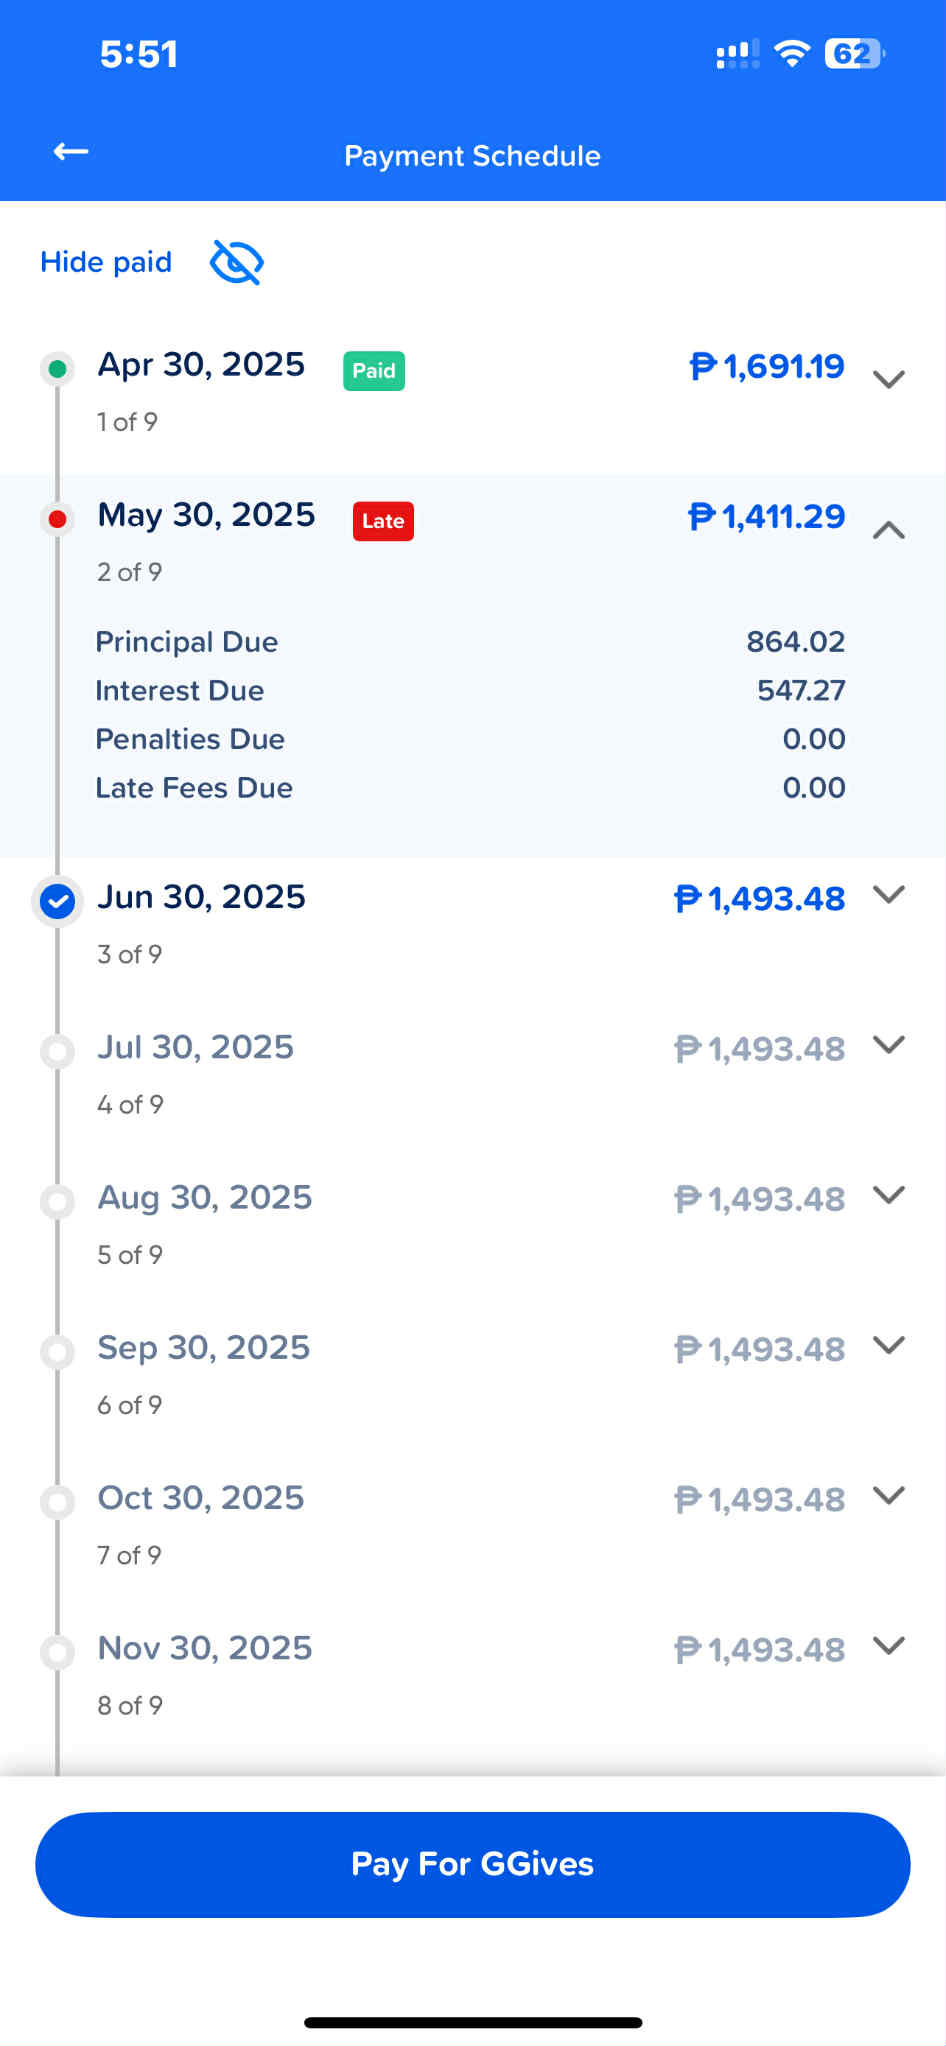 5:51
62
Payment Schedule
Hide paid
Apr 30, 2025 Paid ₱ 1,691.19
1 of 9
May 30, 2025 Late ₱ 1,411.29
2 of 9
Principal Due 864.02
Interest Due 547.27
Penalties Due 0.00
Late Fees Due 0.00
Jun 30, 2025 ₱ 1,493.48
3 of 9
Jul 30, 2025 ₱ 1,493.48
4 of 9
Aug 30, 2025 ₱ 1,493.48
5 of 9
Sep 30, 2025 ₱ 1,493.48
6 of 9
Oct 30, 2025 ₱ 1,493.48
7 of 9
Nov 30, 2025 ₱ 1,493.48
8 of 9
Pay For GGives